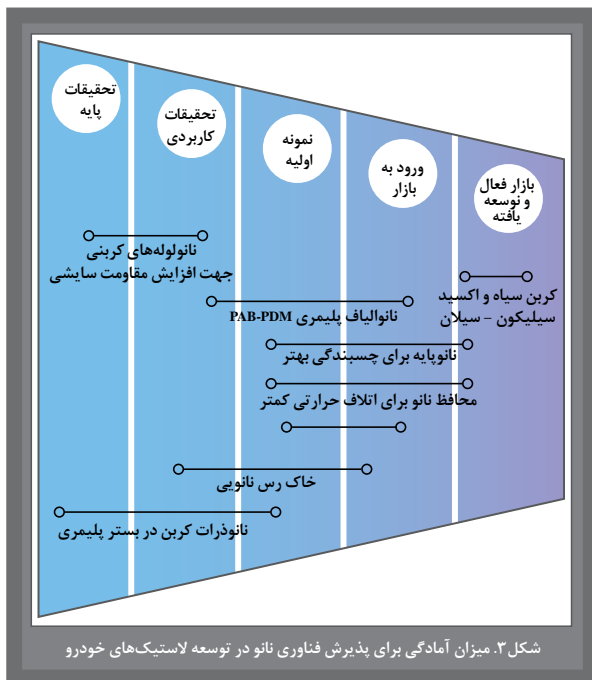 تحقیقات
پایه
تحقیقات
کاربردی
نمونه
اولیه
ورود به
بازار
بازار فعال
و توسعه
یافته
نانولوله‌های کربنی
جهت افزایش مقاومت سایشی
کربن سیاه و اکسید
سیلیکون – سیلان
نانوالیاف پلیمری PAB-PDM
نانوپایه برای چسبندگی بهتر
محافظ نانو برای اتلاف حرارتی کمتر
خاک رس نانویی
نانوذرات کربن در بستر پلیمری
شکل۳. میزان آمادگی برای پذیرش فناوری نانو در توسعه لاستیک‌های خودرو